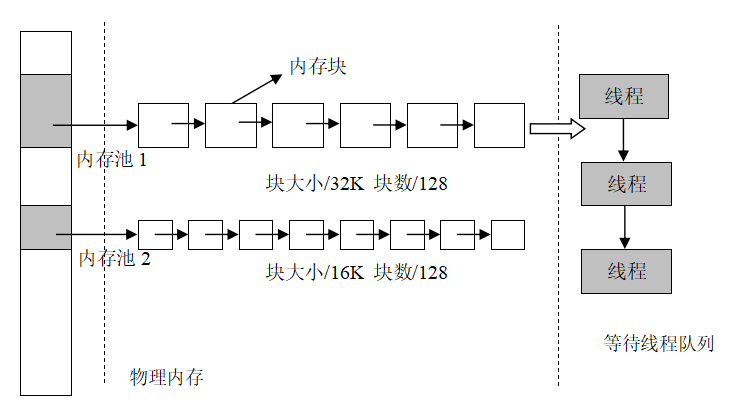 内存块
线程
内存池 1
块大小/32K 块数/128
线程
内存池 2
块大小/16K 块数/128
线程
等待线程队列
物理内存